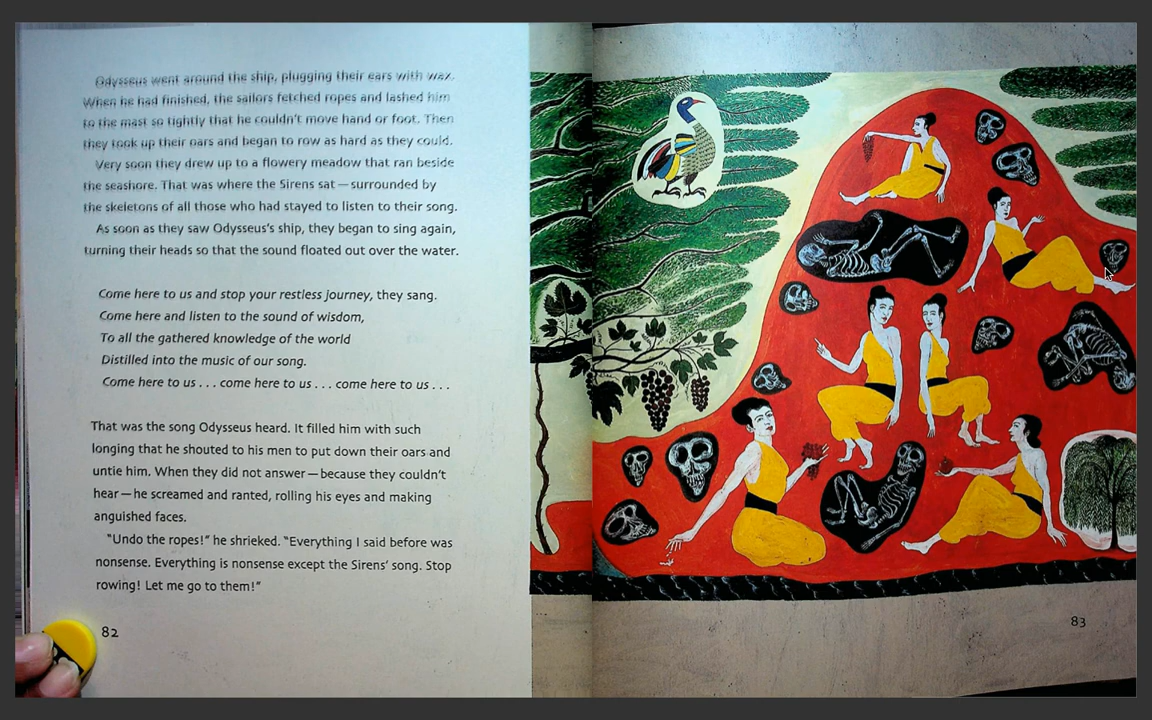 Odysseus went around the ship, plugging their ears with wax.
When he had finished, the sailors fetched ropes and lashed him
to the mast so tightly that he couldn't move hand or foot. Then
they took up their oars and began to row as hard as they could.
Very soon they drew up to a flowery meadow that ran beside
the seashore. That was where the Sirens sat—surrounded by
the skeletons of all those who had stayed to listen to their song.
As soon as they saw Odysseus's ship, they began to sing again,
turning their heads so that the sound floated out over the water.
Come here to us and stop your restless journey, they sang.
Come here and listen to the sound of wisdom,
To all the gathered knowledge of the world
Distilled into the music of our song.
Come here to us . . . come here to us . . . come here to us . . .
That was the song Odysseus heard. It filled him with such
longing that he shouted to his men to put down their oars and
untie him. When they did not answer—because they couldn't
hear—he screamed and ranted, rolling his eyes and making
anguished faces.
"Undo the ropes!" he shrieked. "Everything I said before was
nonsense. Everything is nonsense except the Sirens' song. Stop
rowing! Let me go to them!"
82
83